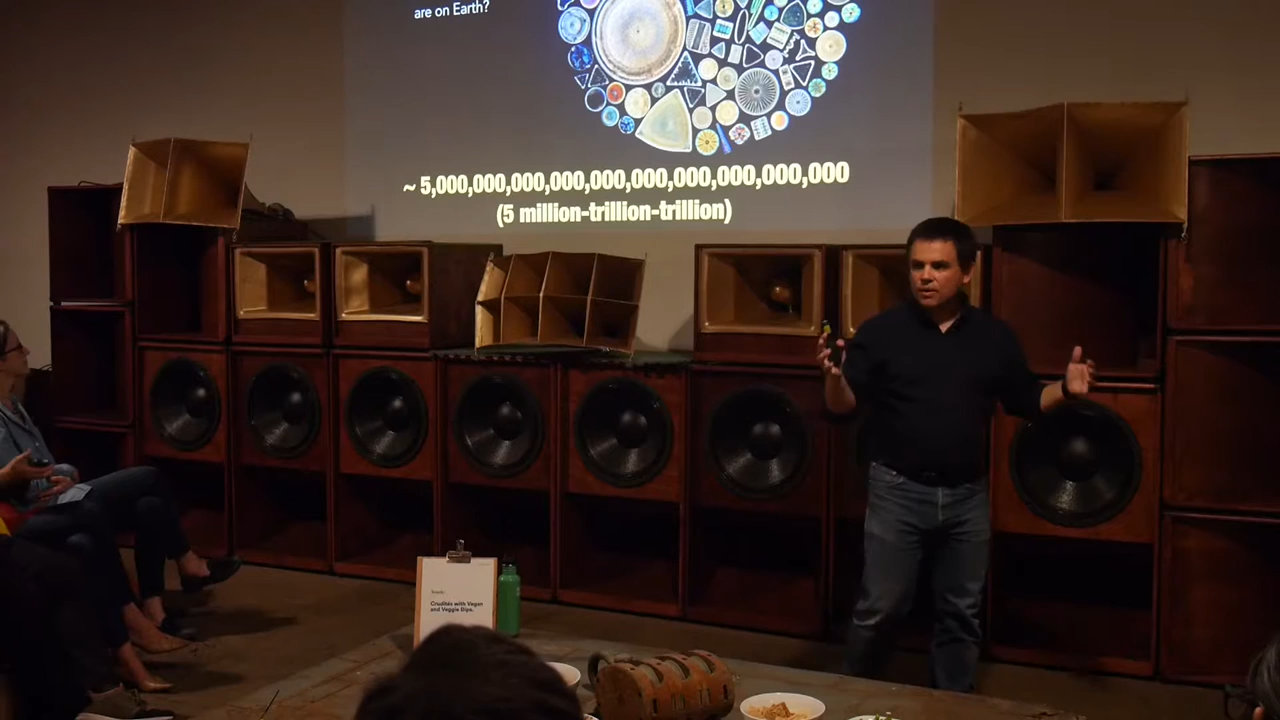 are on Earth?
~ 5,000,000,000,000,000,000,000,000,000,000
(5 million-trillion-trillion)
Crudités with Vegan
and Veggie Dips.